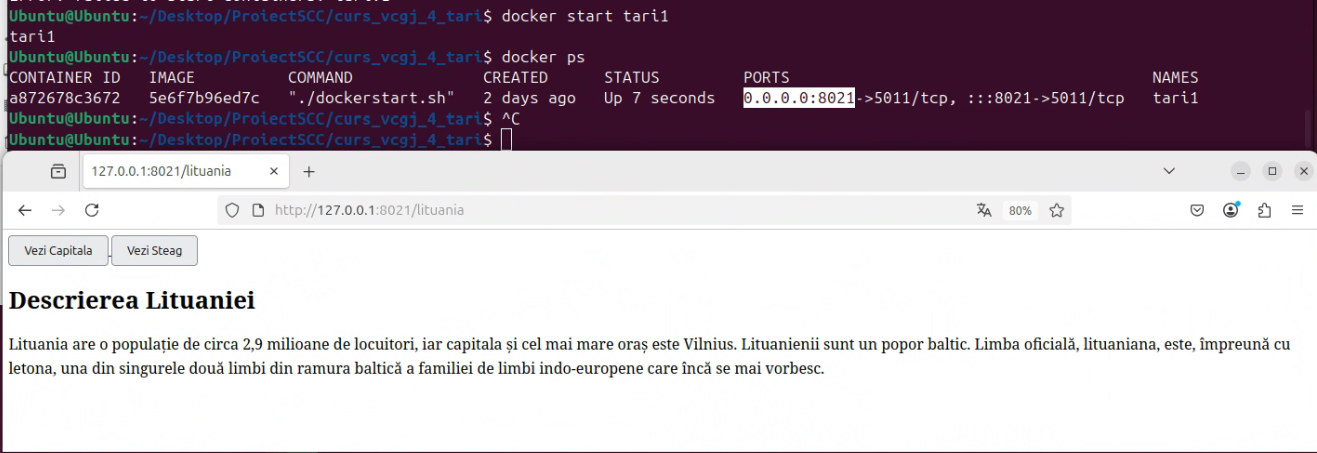 Ubuntu@Ubuntu:~/Desktop/ProiectSCC/curs_vcgj_4_tari$ docker start tari1
tari1
Ubuntu@Ubuntu:~/Desktop/ProiectSCC/curs_vcgj_4_tari$ docker ps
CONTAINER ID IMAGE COMMAND CREATED STATUS PORTS NAMES
a872678c3672 5e6f7b96ed7c "./dockerstart.sh" 2 days ago Up 7 seconds 0.0.0.0:8021->5011/tcp, :::8021->5011/tcp tari1
Ubuntu@Ubuntu:~/Desktop/ProiectSCC/curs_vcgj_4_tari$ ^C
Ubuntu@Ubuntu:~/Desktop/ProiectSCC/curs_vcgj_4_tari$
127.0.0.1:8021/lituania
http://127.0.0.1:8021/lituania 80%
Vezi Capitala Vezi Steag
Descrierea Lituaniei
Lituania are o populație de circa 2,9 milioane de locuitori, iar capitala și cel mai mare oraș este Vilnius. Lituanienii sunt un popor baltic. Limba oficială, lituaniana, este, împreună cu
letona, una din singurele două limbi din ramura baltică a familiei de limbi indo-europene care încă se mai vorbesc.